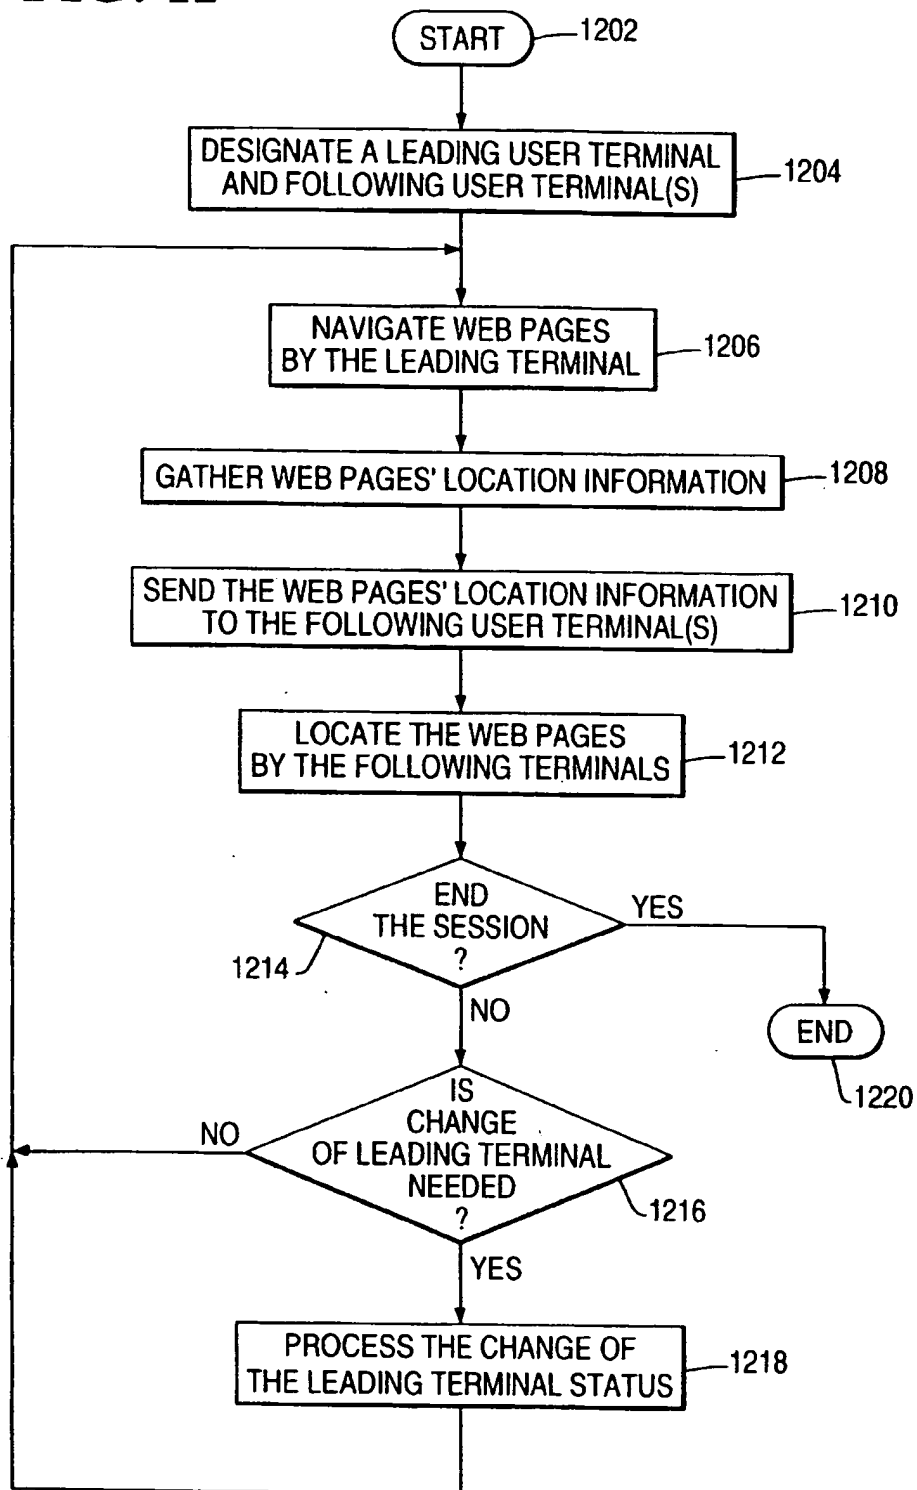 START
1202
DESIGNATE A LEADING USER TERMINAL
AND FOLLOWING USER TERMINAL(S)
1204
NAVIGATE WEB PAGES
BY THE LEADING TERMINAL
1206
GATHER WEB PAGES' LOCATION INFORMATION
1208
SEND THE WEB PAGES' LOCATION INFORMATION
TO THE FOLLOWING USER TERMINAL(S)
1210
LOCATE THE WEB PAGES
BY THE FOLLOWING TERMINALS
1212
END
THE SESSION
?
YES
1214
NO
END
1220
IS
CHANGE
OF LEADING TERMINAL
NEEDED
?
NO
1216
YES
PROCESS THE CHANGE OF
THE LEADING TERMINAL STATUS
1218